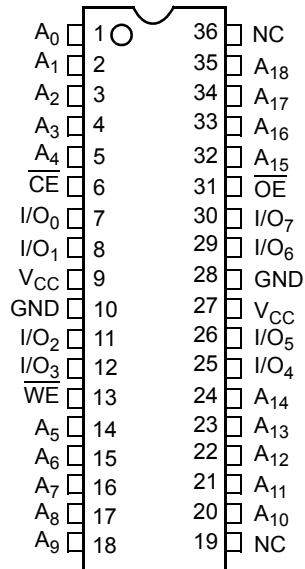 A0 1 36 NC
A1 2 35 A18
A2 3 34 A17
A3 4 33 A16
A4 5 32 A15
CE 6 31 OE
I/O0 7 30 I/O7
I/O1 8 29 I/O6
VCC 9 28 GND
GND 10 27 VCC
I/O2 11 26 I/O5
I/O3 12 25 I/O4
WE 13 24 A14
A5 14 23 A13
A6 15 22 A12
A7 16 21 A11
A8 17 20 A10
A9 18 19 NC